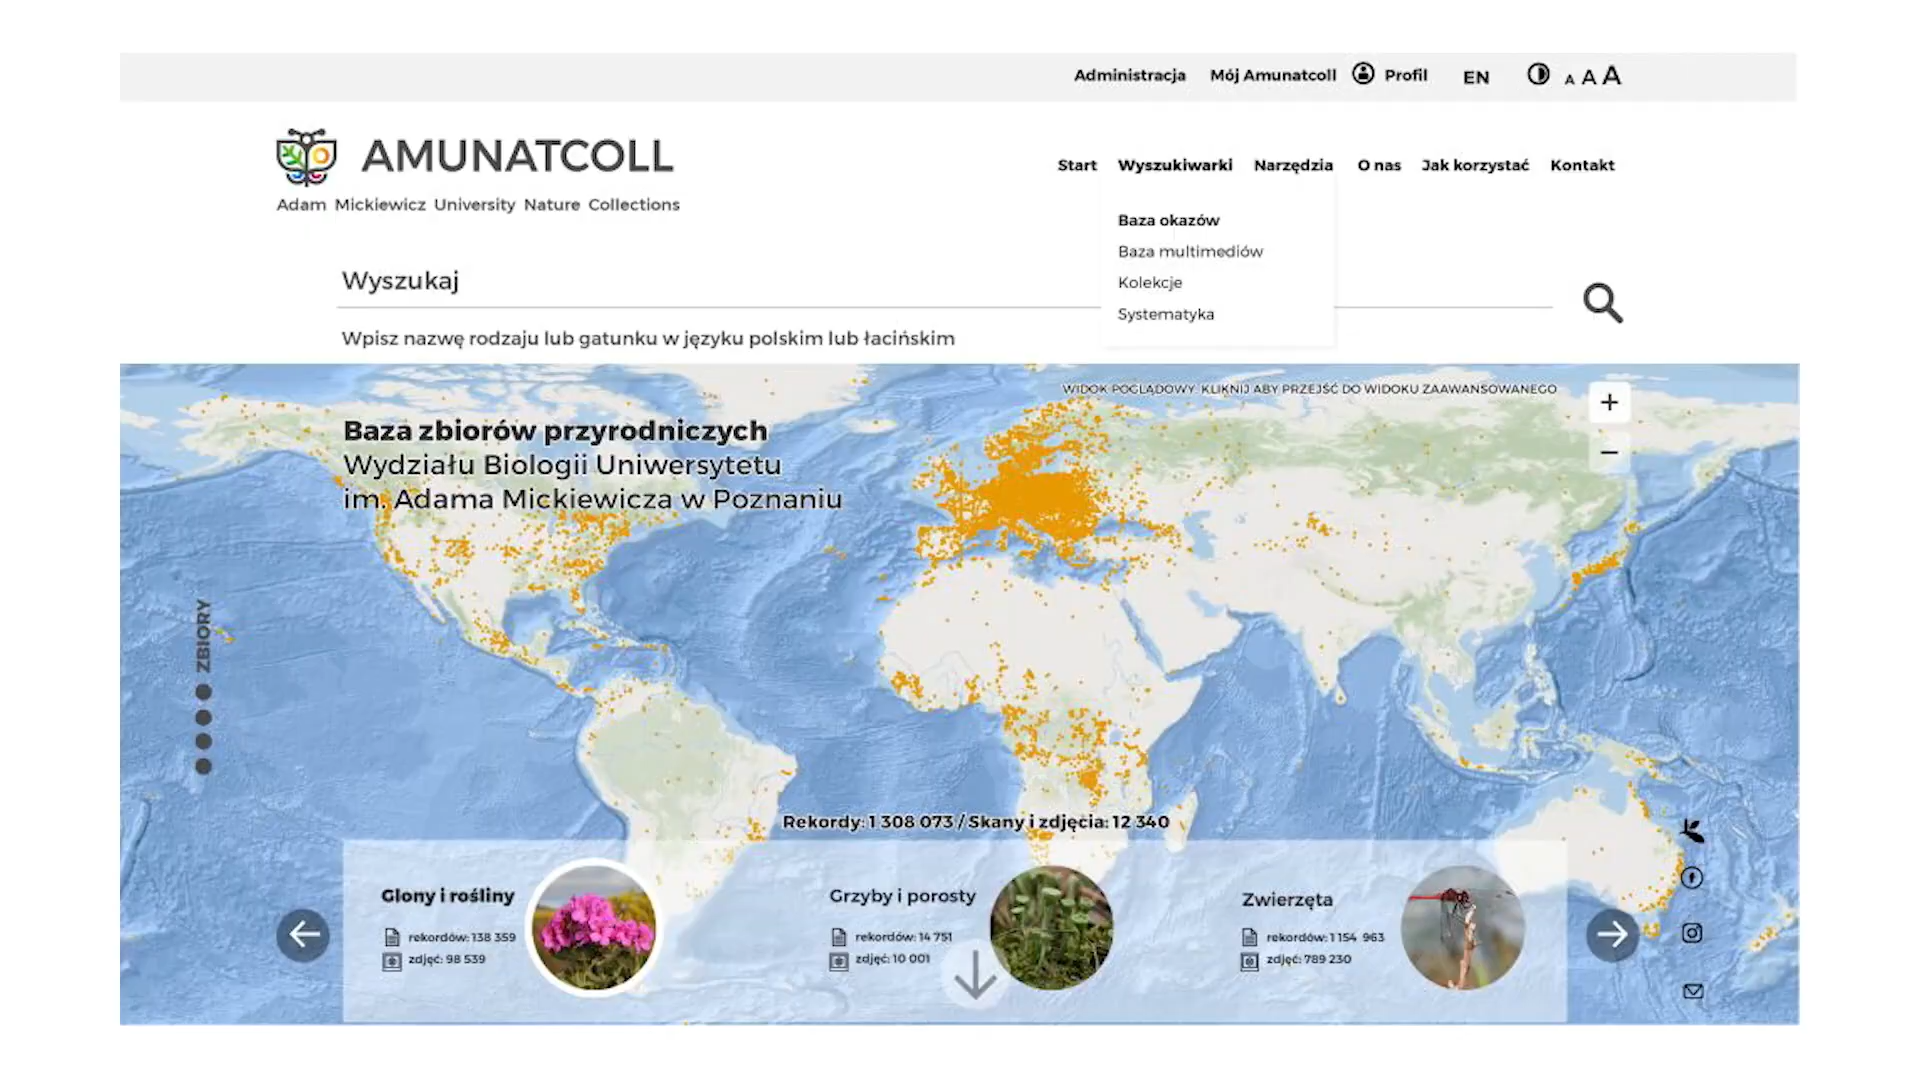 Administracja Mój Amunatcoll Profil EN A A A
AMUNATCOLL
Adam Mickiewicz University Nature Collections
Start Wyszukiwarki Narzędzia O nas Jak korzystać Kontakt
Baza okazów
Baza multimediów
Kolekcje
Systematyka
Wyszukaj
Wpisz nazwę rodzaju lub gatunku w języku polskim lub łacińskim
WIDOK POGLĄDOWY. KLIKNIJ ABY PRZEJŚĆ DO WIDOKU ZAAWANSOWANEGO
+
−
Baza zbiorów przyrodniczych
Wydziału Biologii Uniwersytetu
im. Adama Mickiewicza w Poznaniu
ZBIORY
Rekordy: 1 308 073 / Skany i zdjęcia: 12 340
Glony i rośliny
rekordów: 138 359
zdjęć: 98 539
Grzyby i porosty
rekordów: 14 751
zdjęć: 10 001
Zwierzęta
rekordów: 1 154 963
zdjęć: 789 230